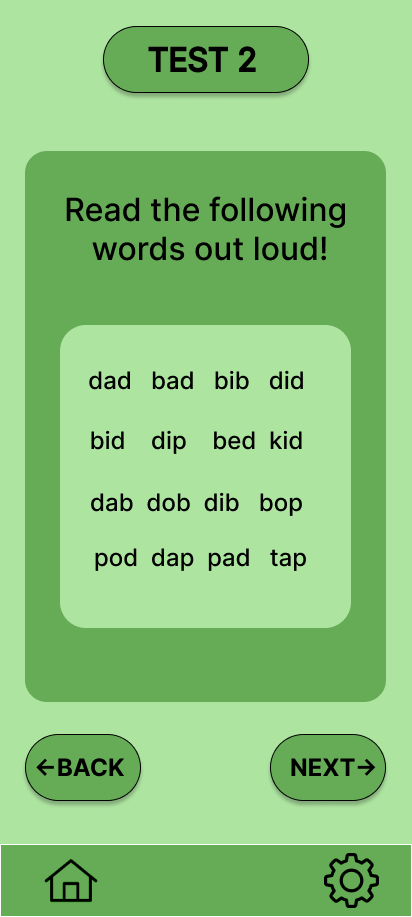 TEST 2
Read the following
words out loud!
dad bad bib did
bid dip bed kid
dab dob dib bop
pod dap pad tap
←BACK NEXT→